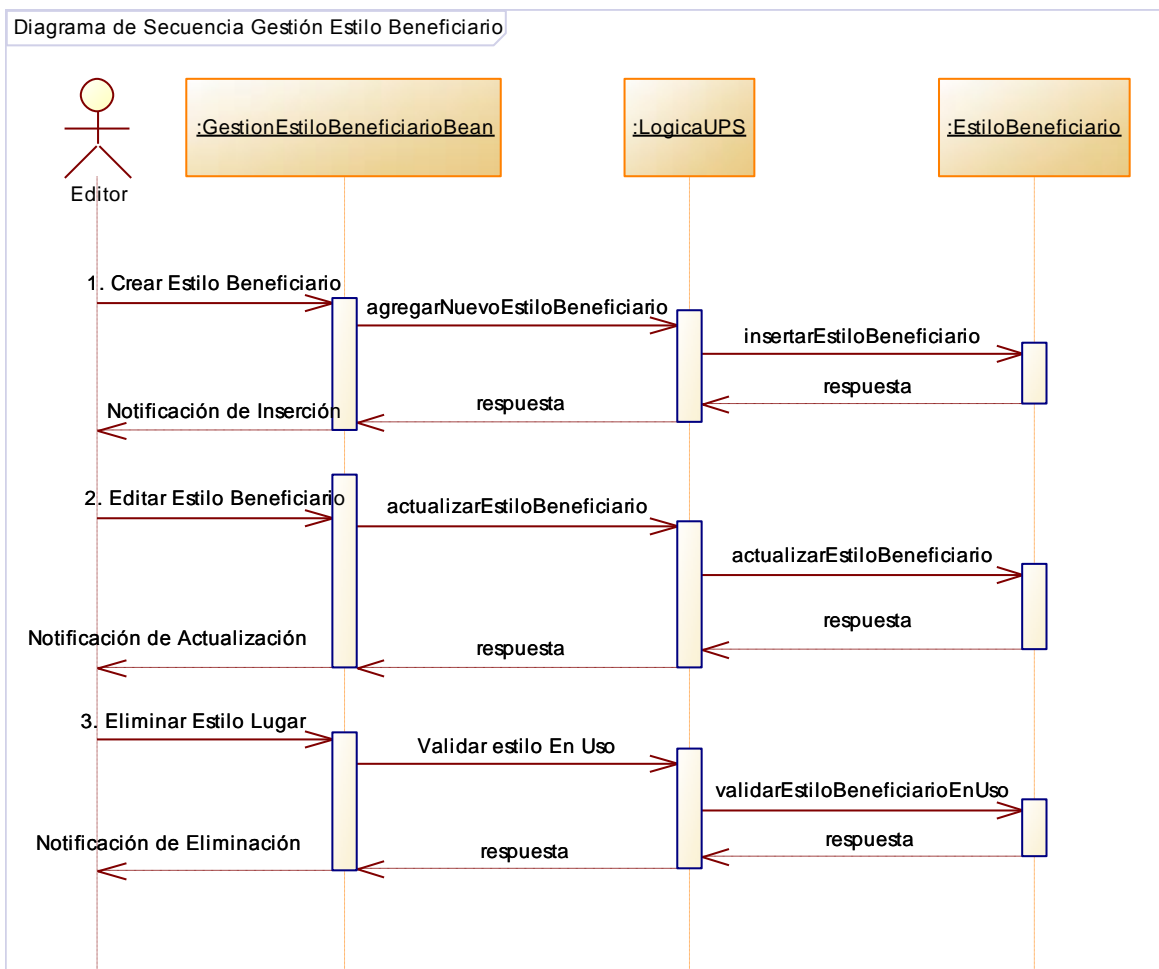 Diagrama de Secuencia Gestión Estilo Beneficiario
:GestionEstiloBeneficiarioBean
:LogicaUPS
:EstiloBeneficiario
Editor
1. Crear Estilo Beneficiario
agregarNuevoEstiloBeneficiario
insertarEstiloBeneficiario
respuesta
respuesta
Notificación de Inserción
2. Editar Estilo Beneficiario
actualizarEstiloBeneficiario
actualizarEstiloBeneficiario
respuesta
respuesta
Notificación de Actualización
3. Eliminar Estilo Lugar
Validar estilo En Uso
validarEstiloBeneficiarioEnUso
respuesta
respuesta
Notificación de Eliminación